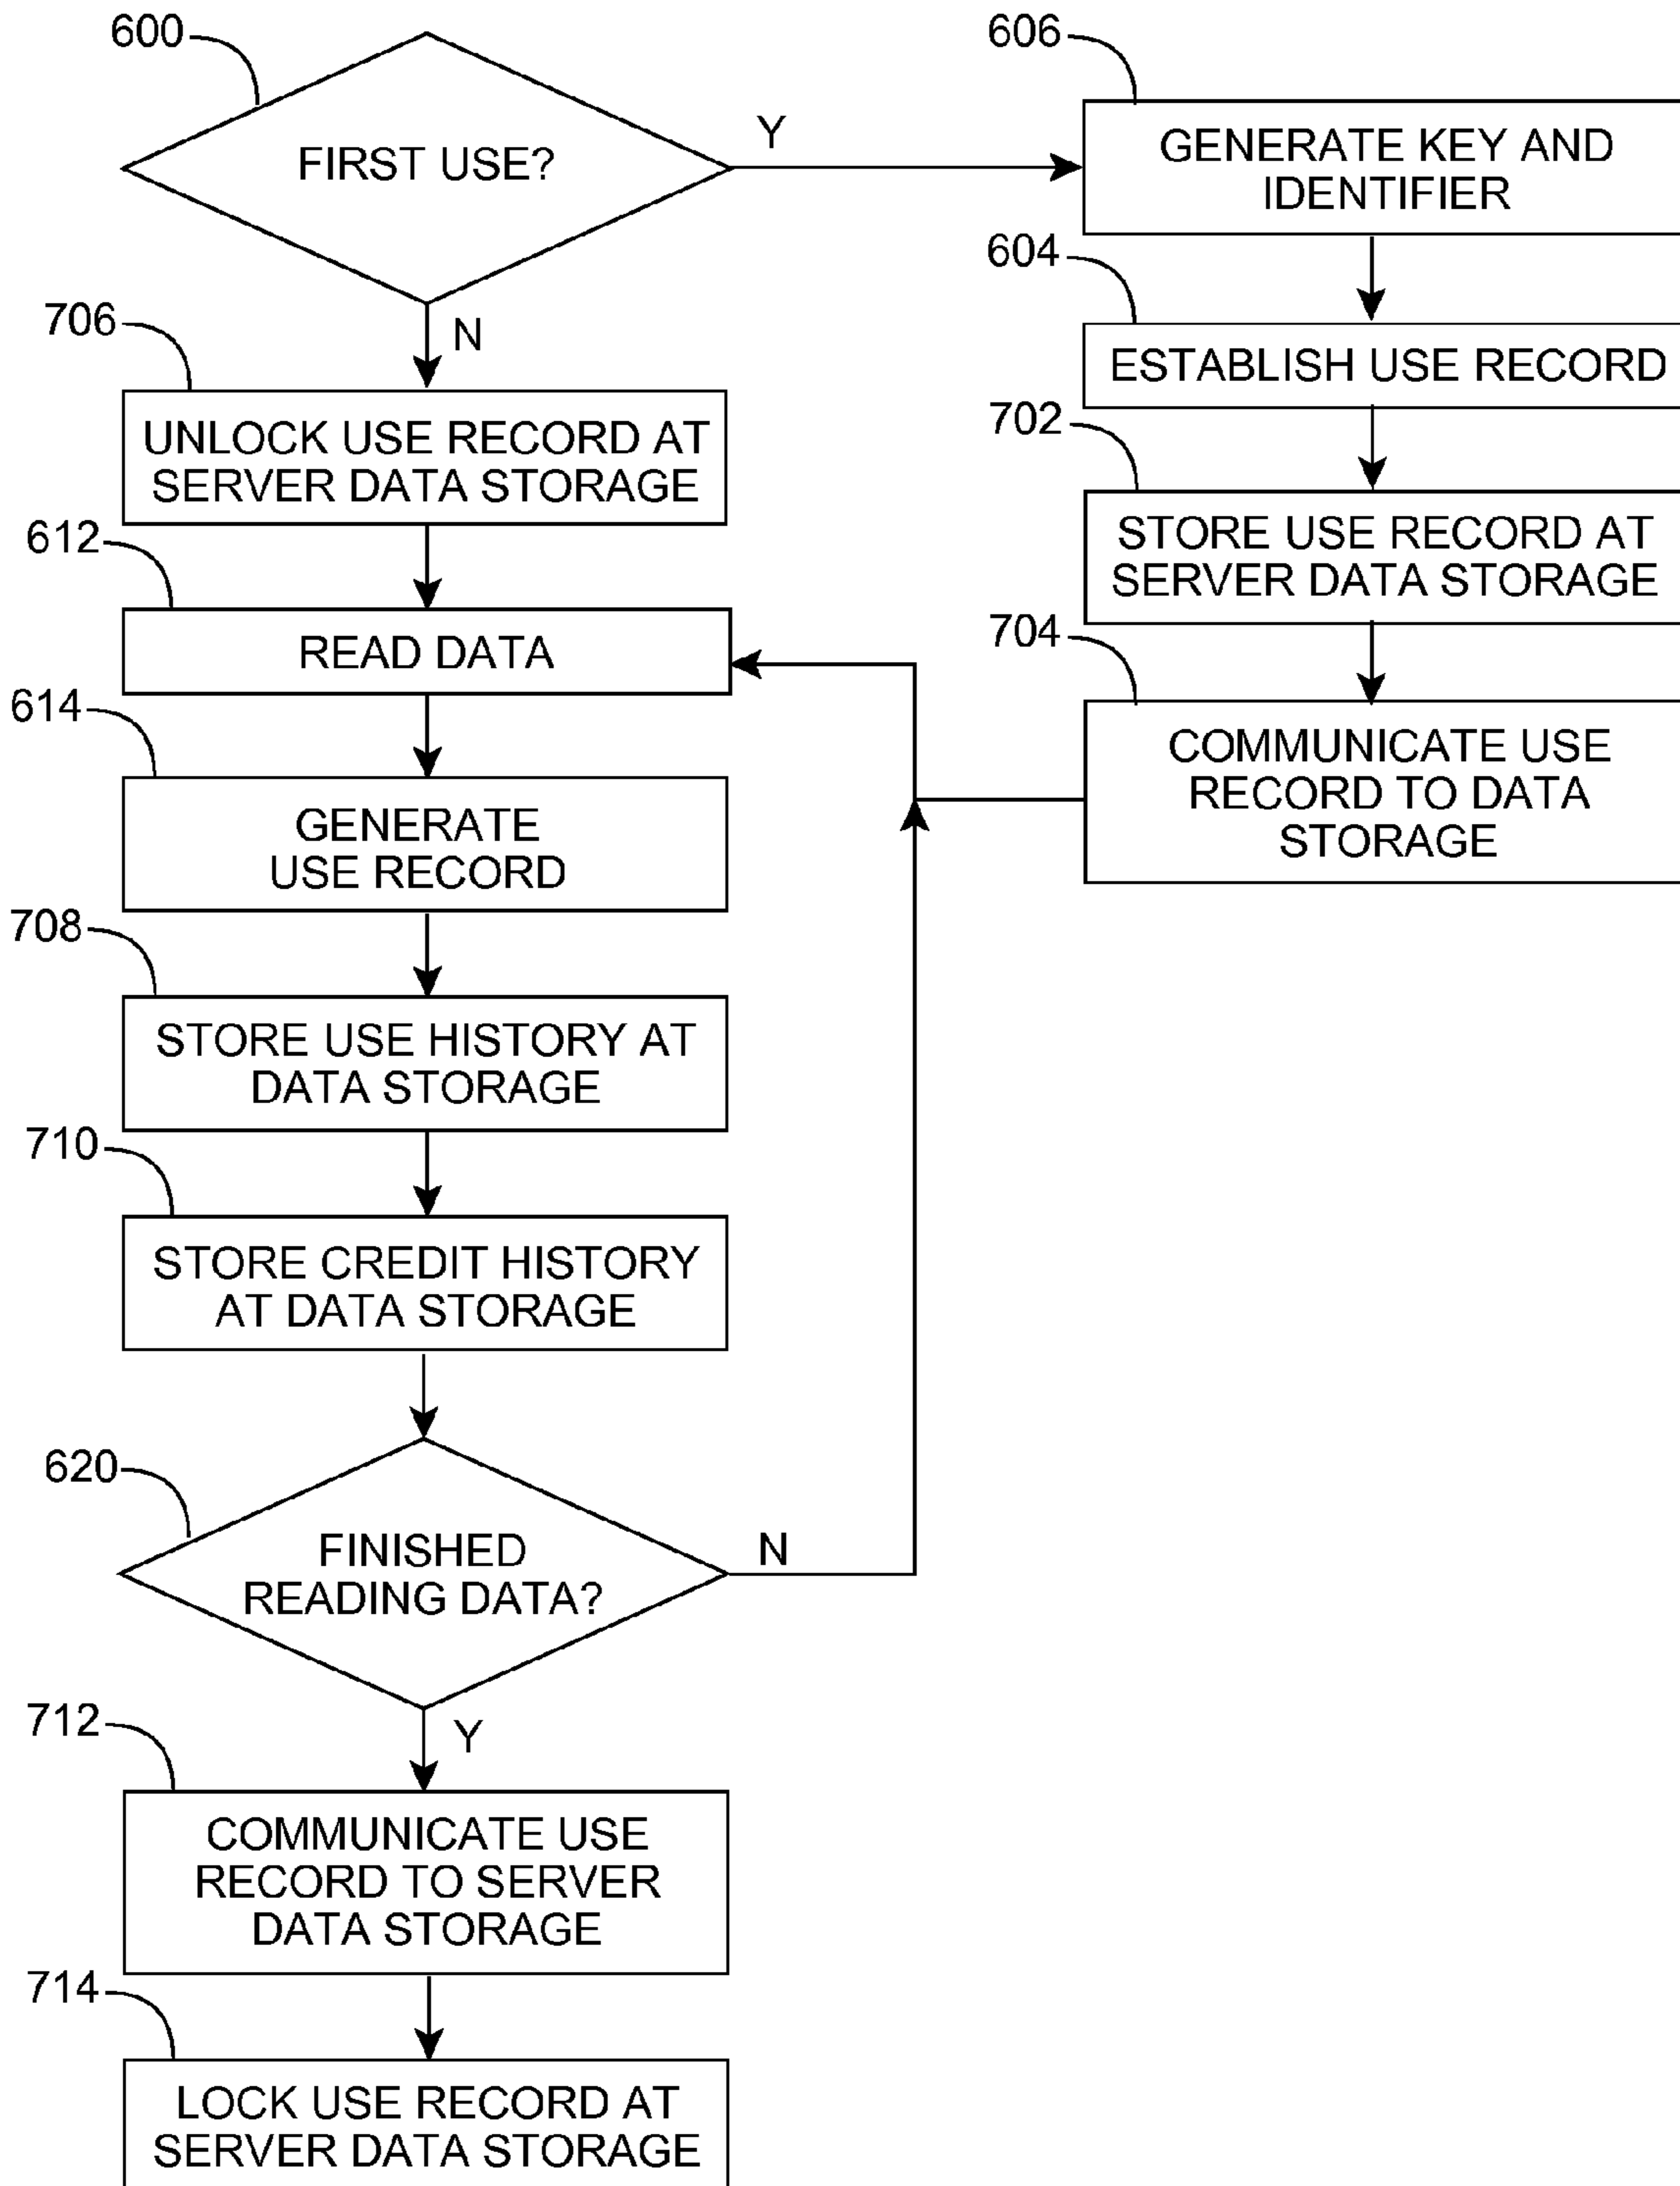 600
FIRST USE?
Y
N
606
GENERATE KEY AND
IDENTIFIER
604
ESTABLISH USE RECORD
702
STORE USE RECORD AT
SERVER DATA STORAGE
704
COMMUNICATE USE
RECORD TO DATA
STORAGE
706
UNLOCK USE RECORD AT
SERVER DATA STORAGE
612
READ DATA
614
GENERATE
USE RECORD
708
STORE USE HISTORY AT
DATA STORAGE
710
STORE CREDIT HISTORY
AT DATA STORAGE
620
FINISHED
READING DATA?
N
Y
712
COMMUNICATE USE
RECORD TO SERVER
DATA STORAGE
714
LOCK USE RECORD AT
SERVER DATA STORAGE